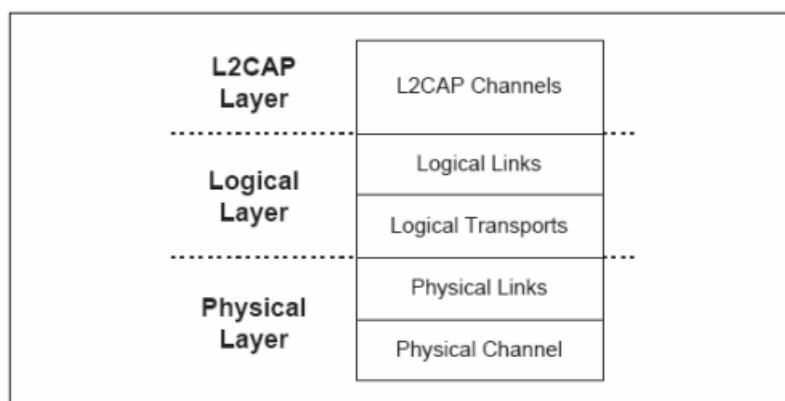 L2CAP
Layer
L2CAP Channels
Logical
Layer
Logical Links
Logical Transports
Physical
Layer
Physical Links
Physical Channel